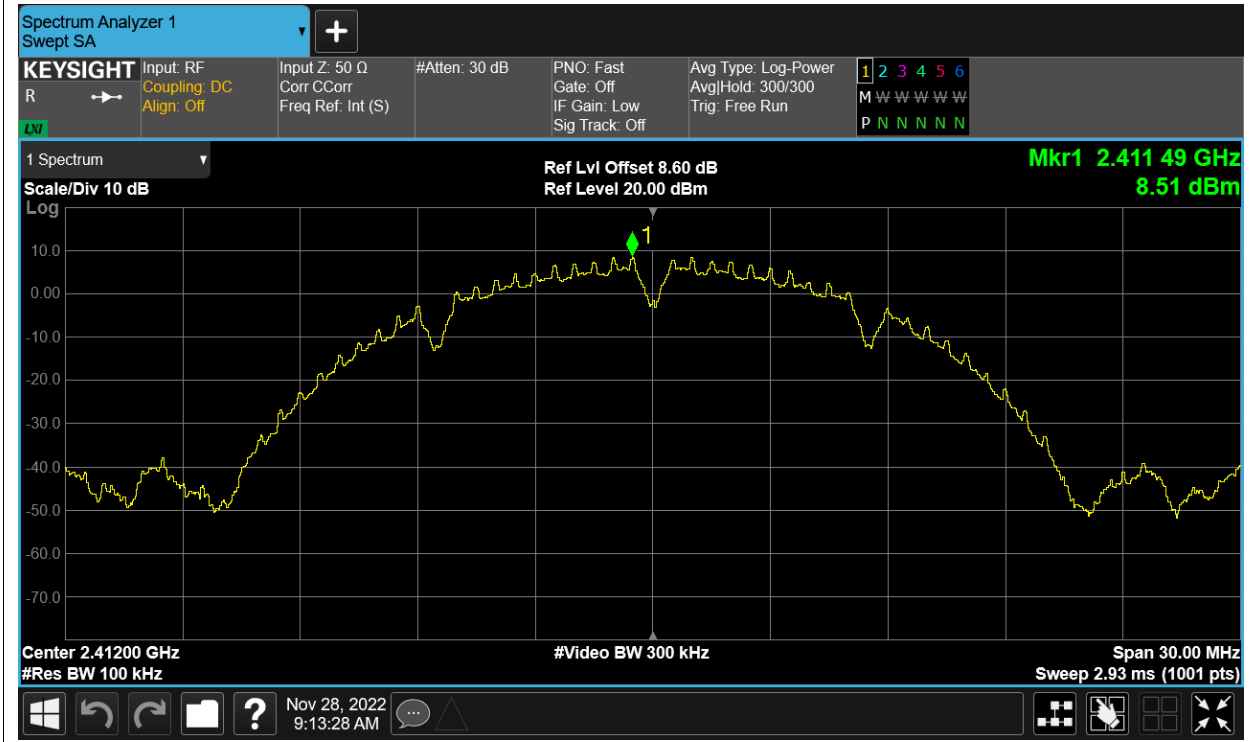 Spectrum Analyzer 1
Swept SA
KEYSIGHT
R
LXI
Input: RF
Coupling: DC
Align: Off
Input Z: 50 Ω
Corr CCorr
Freq Ref: Int (S)
#Atten: 30 dB
PNO: Fast
Gate: Off
IF Gain: Low
Sig Track: Off
Avg Type: Log-Power
Avg|Hold: 300/300
Trig: Free Run
1 2 3 4 5 6
M W W W W W W
P N N N N N N
1 Spectrum
Scale/Div 10 dB
Ref Lvl Offset 8.60 dB
Ref Level 20.00 dBm
Mkr1 2.411 49 GHz
8.51 dBm
Log
1
10.0
0.00
-10.0
-20.0
-30.0
-40.0
-50.0
-60.0
-70.0
Center 2.41200 GHz
#Video BW 300 kHz
Span 30.00 MHz
#Res BW 100 kHz
Sweep 2.93 ms (1001 pts)
?
Nov 28, 2022
9:13:28 AM